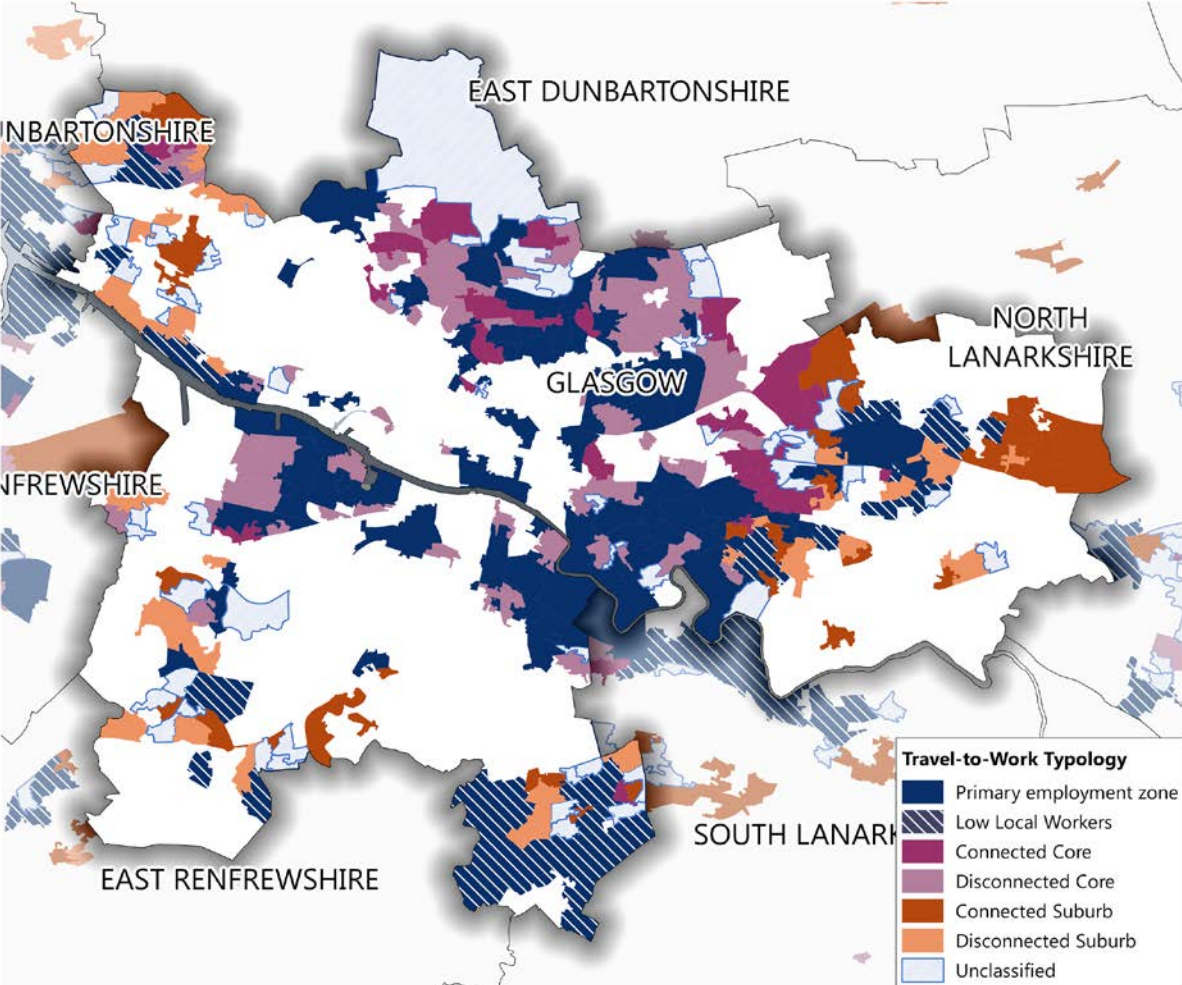 EAST DUNBARTONSHIRE
UNBARTONSHIRE
NORTH
LANARKSHIRE
GLASGOW
NFREWSHIRE
SOUTH LANARK
EAST RENFREWSHIRE
Travel-to-Work Typology
Primary employment zone
Low Local Workers
Connected Core
Disconnected Core
Connected Suburb
Disconnected Suburb
Unclassified